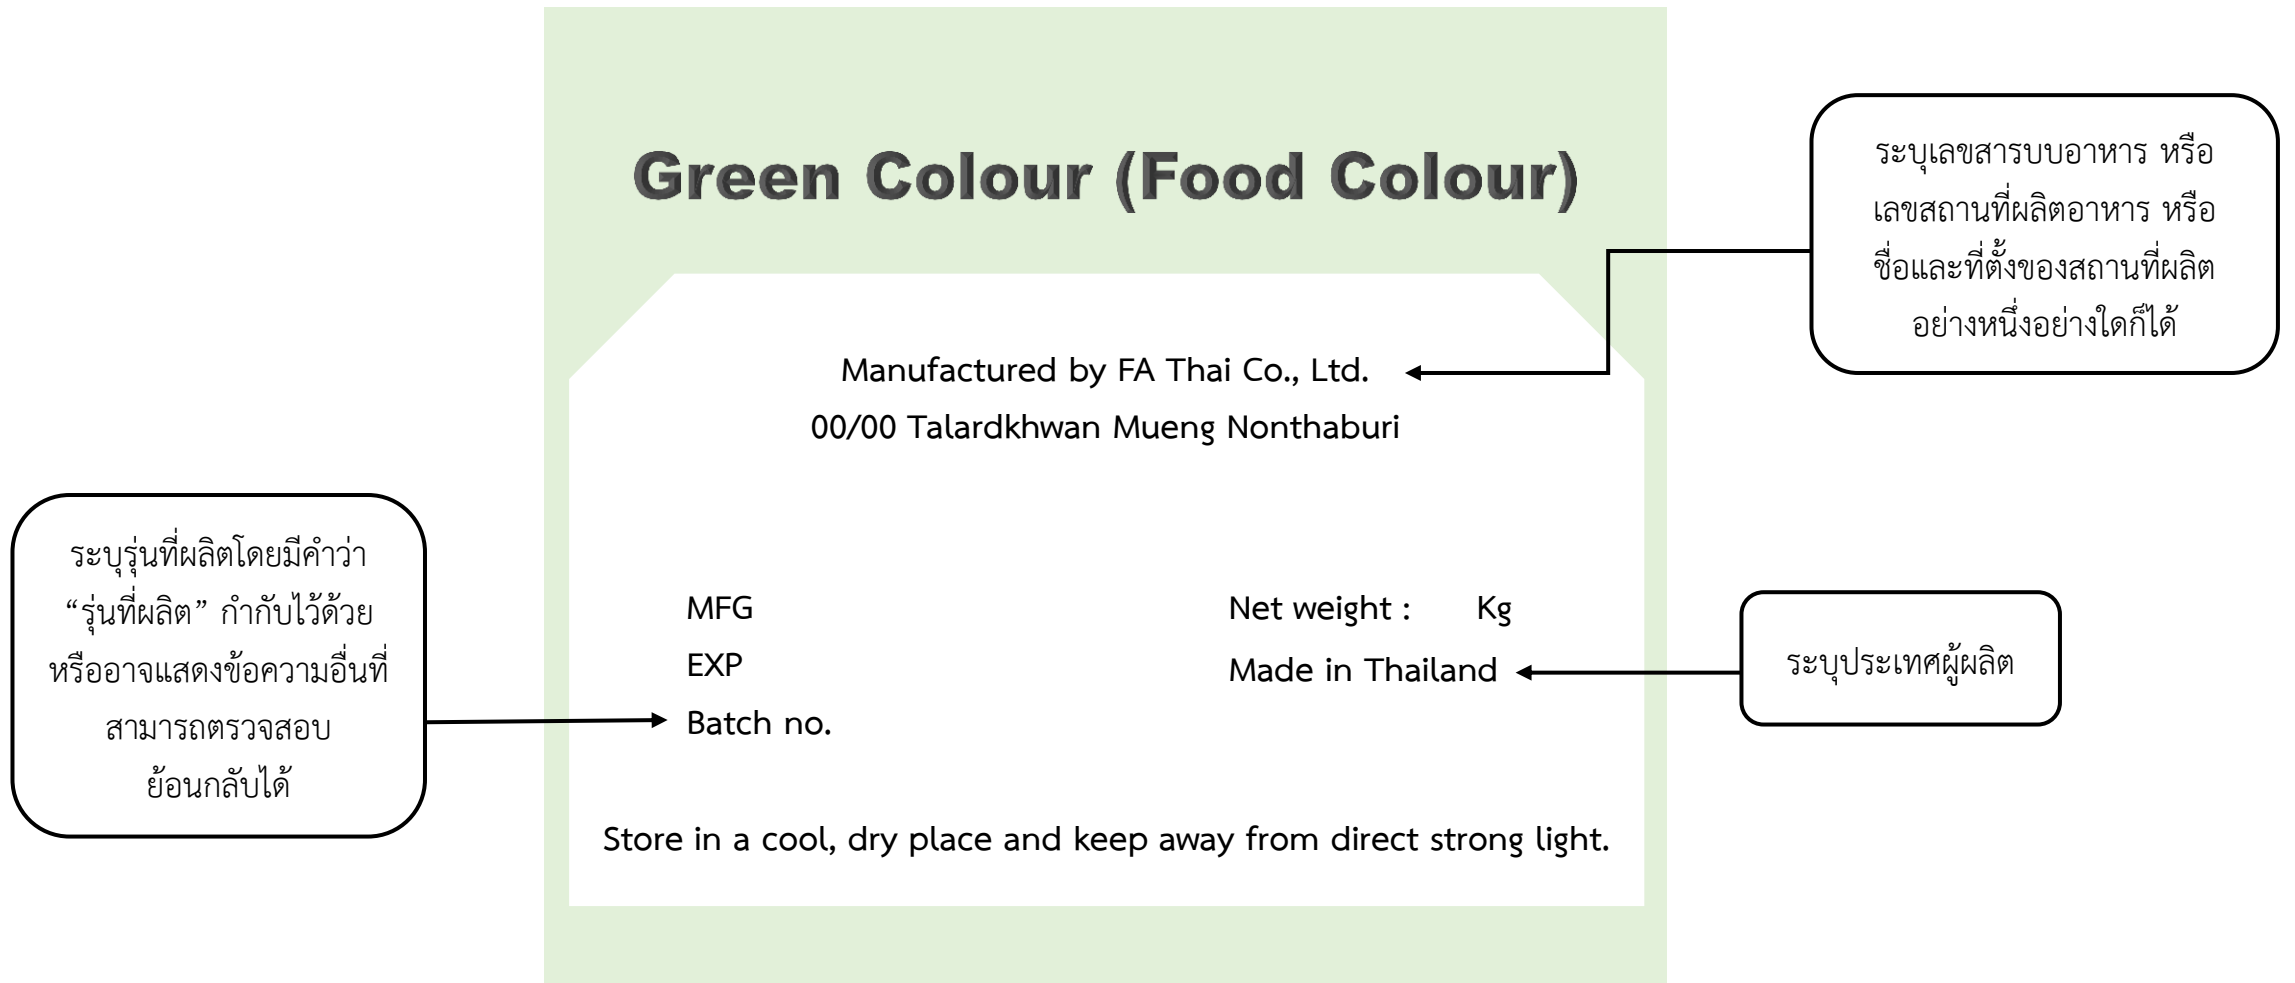 Green Colour (Food Colour)
ระบุเลขสารบบอาหาร หรือ
เลขสถานที่ผลิตอาหาร หรือ
ชื่อและที่ตั้งของสถานที่ผลิต
อย่างหนึ่งอย่างใดก็ได้
Manufactured by FA Thai Co., Ltd.
00/00 Talardkhwan Mueng Nonthaburi
ระบุรุ่นที่ผลิตโดยมีคำว่า
“รุ่นที่ผลิต” กำกับไว้ด้วย
หรืออาจแสดงข้อความอื่นที่
สามารถตรวจสอบ
ย้อนกลับได้
MFG
EXP
Batch no.
Net weight : Kg
Made in Thailand
ระบุประเทศผู้ผลิต
Store in a cool, dry place and keep away from direct strong light.